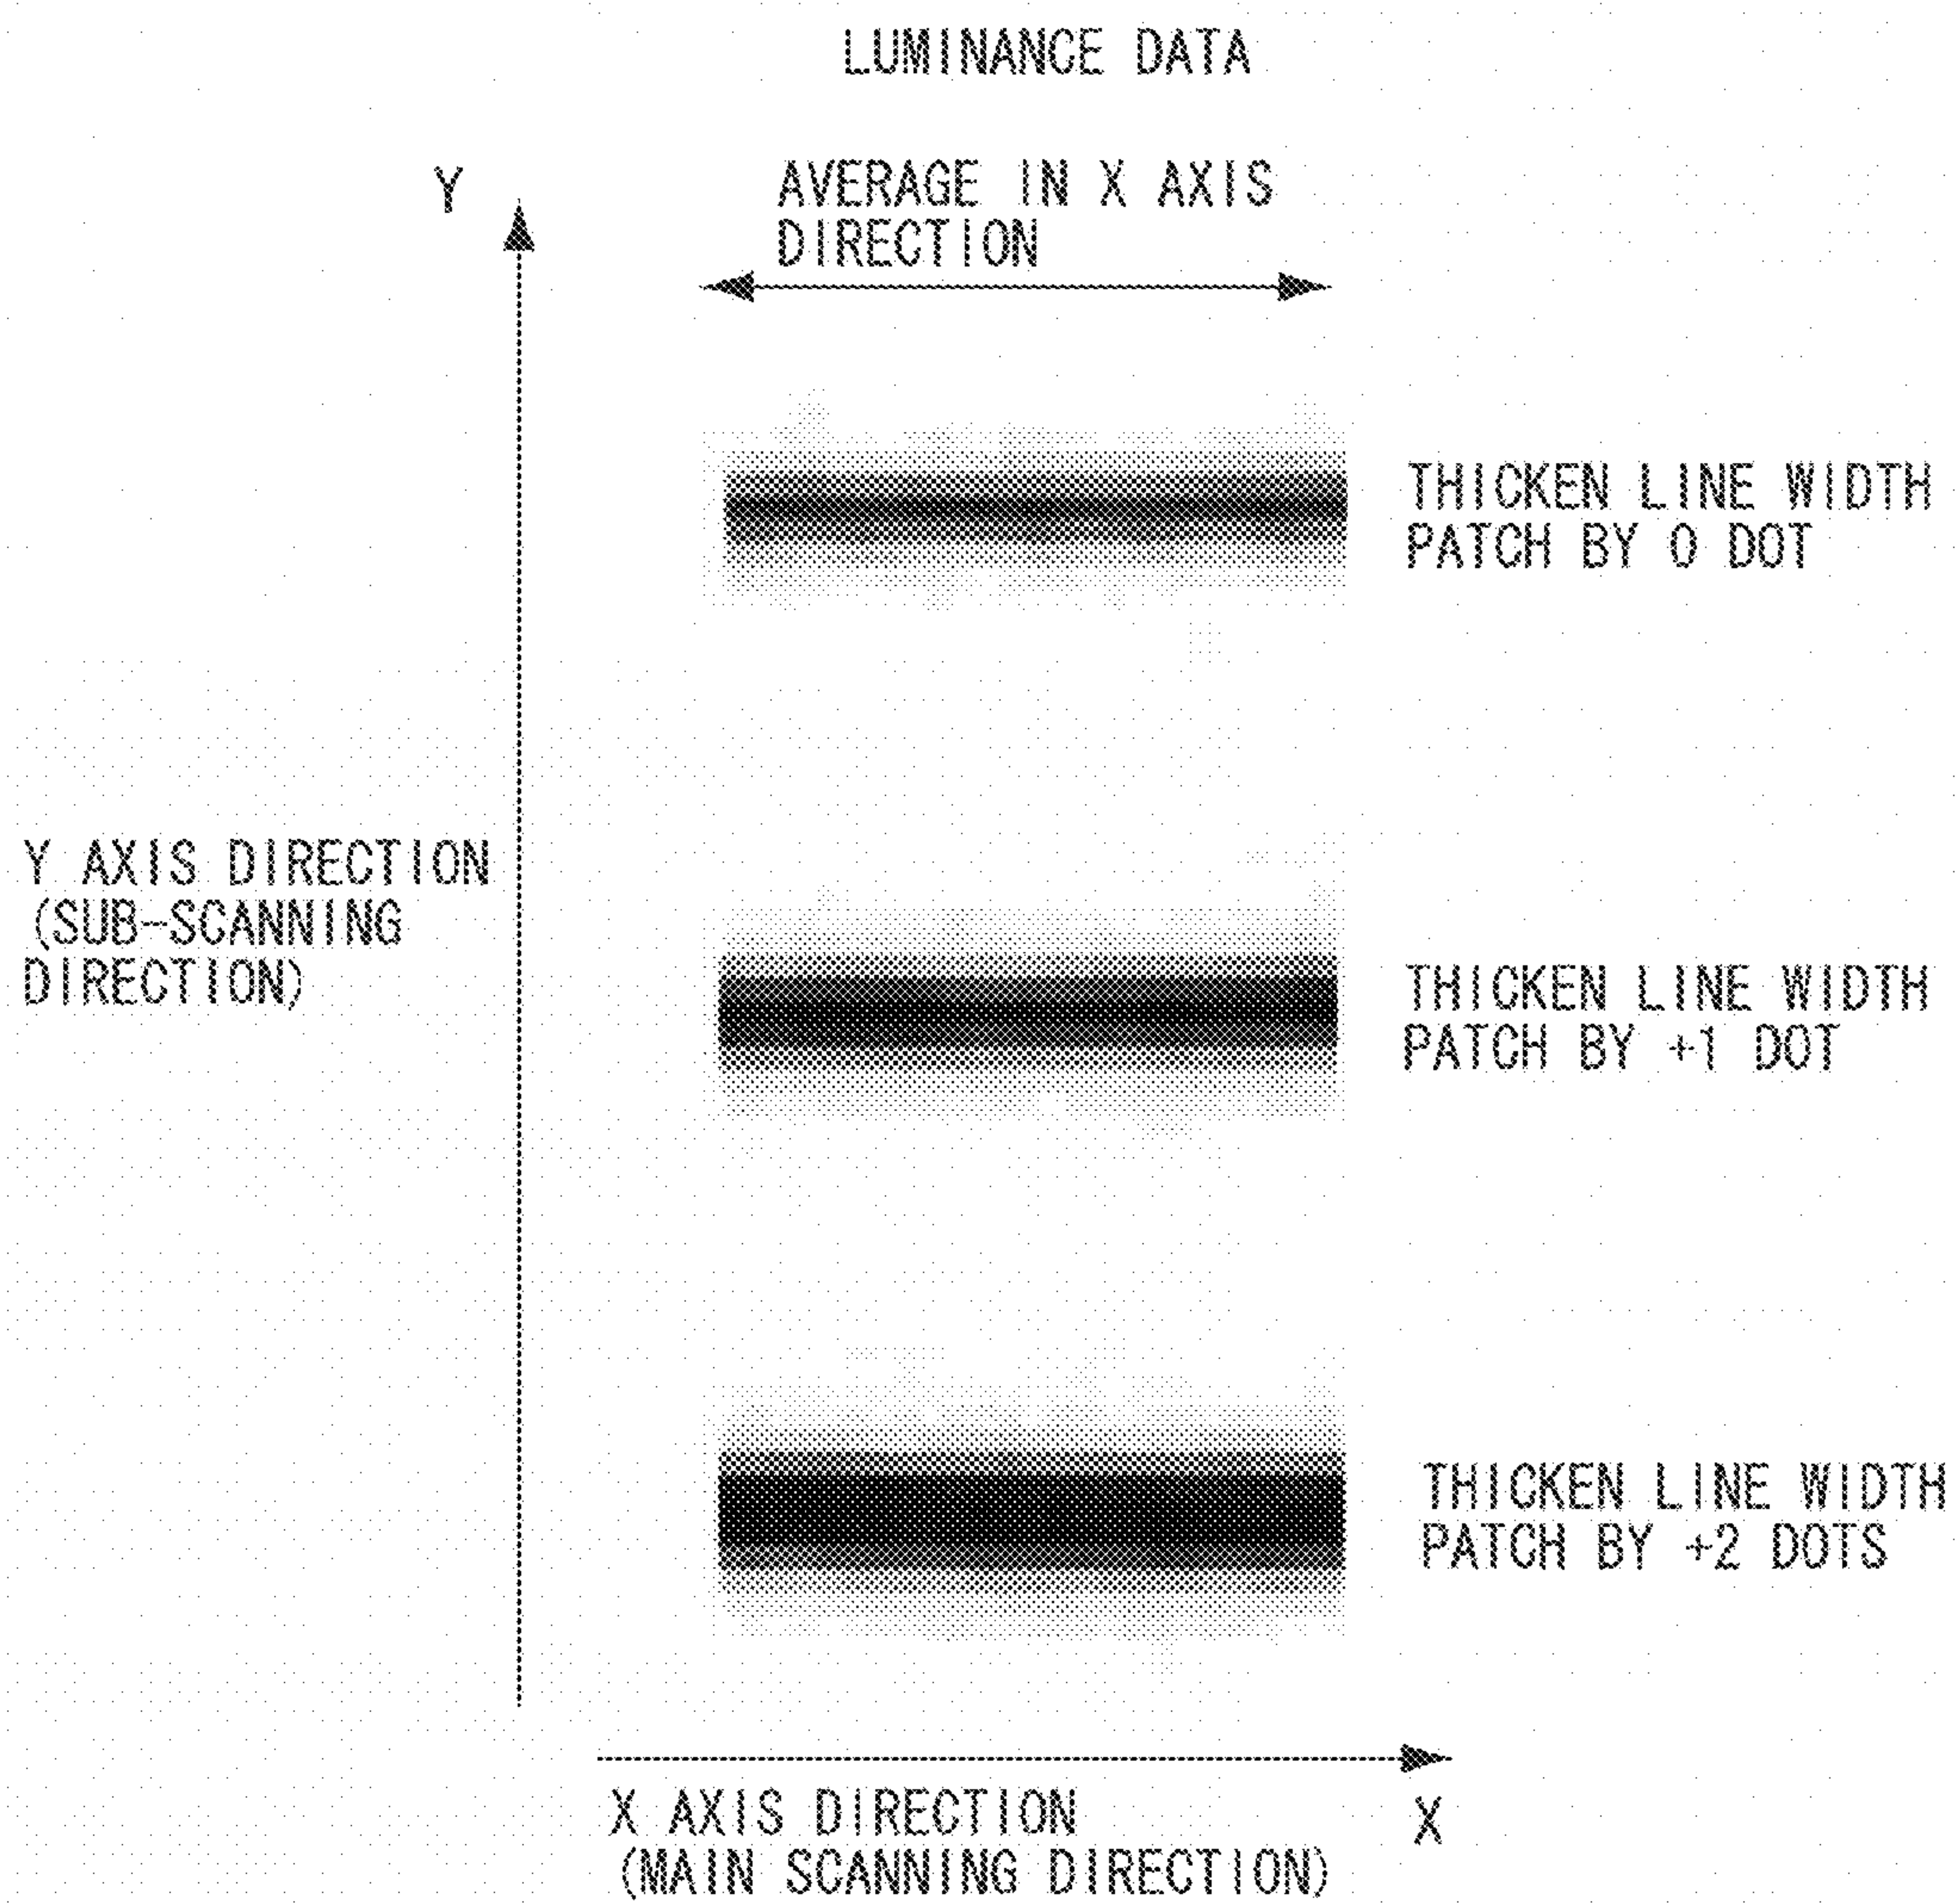 LUMINANCE DATA
Y
AVERAGE IN X AXIS
DIRECTION
THICKEN LINE WIDTH
PATCH BY 0 DOT
Y AXIS DIRECTION
(SUB-SCANNING
DIRECTION)
THICKEN LINE WIDTH
PATCH BY +1 DOT
THICKEN LINE WIDTH
PATCH BY +2 DOTS
X AXIS DIRECTION
(MAIN SCANNING DIRECTION)
X